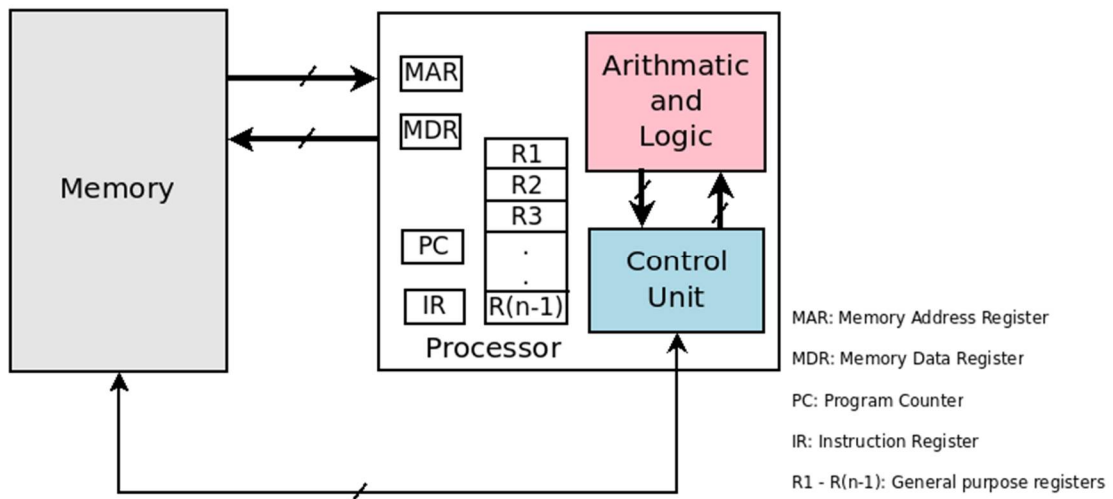 Memory
MAR
MDR
PC
IR
R1
R2
R3
.
.
R(n-1)
Processor
Arithmatic
and
Logic
Control
Unit
MAR: Memory Address Register
MDR: Memory Data Register
PC: Program Counter
IR: Instruction Register
R1 - R(n-1): General purpose registers